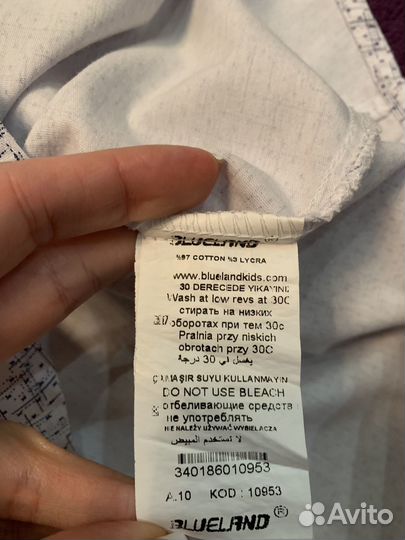 BLUELAND ®
%97 COTTON %3 LYCRA
www.bluelandkids.com
30 DERECEDE YIKAYINIZ
Wash at low revs at 30C
стирать на низких
оборотах при тем 30с
Pralnia przy niskich
obrotach przy 30C
يغسل في 30 درجة
ÇAMAŞIR SUYU KULLANMAYIN
DO NOT USE BLEACH
отбеливающие средств
не употреблять
NIE NALEŻY UŻYWAĆ WYBIELACZA
لا تستخدم المبيض
340186010953
A.10 KOD : 10953
BLUELAND ®
Avito